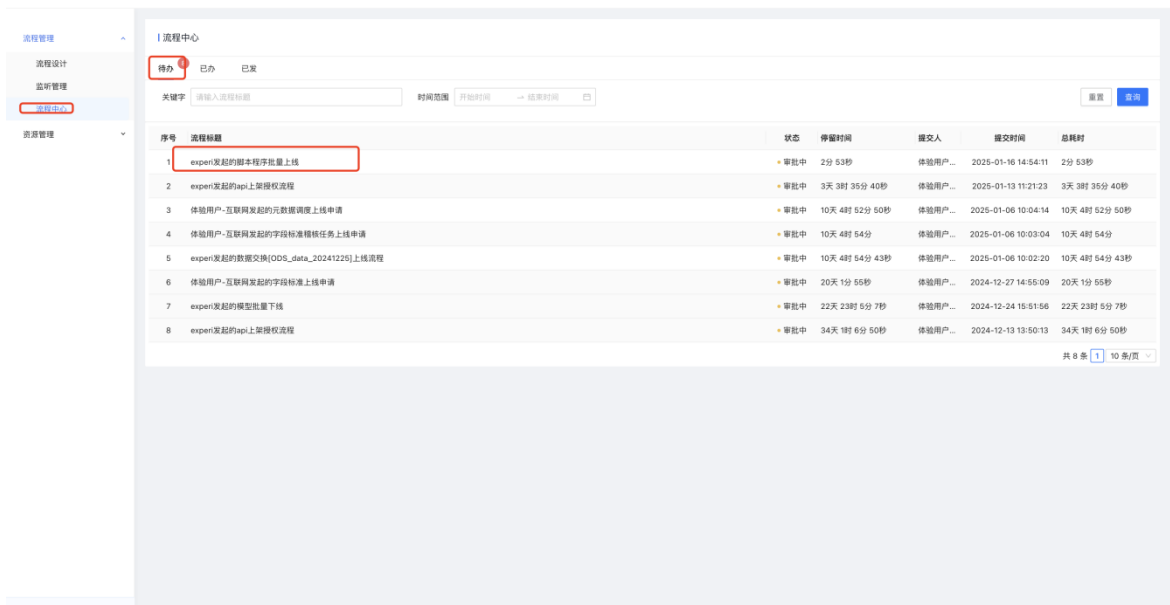 流程管理
流程设计
监听管理
流程中心
资源管理
流程中心
待办 已办 已发
关键字 请输入流程标题 时间范围 开始时间 → 结束时间 重置 查询
序号 流程标题 状态 停留时间 提交人 提交时间 总耗时
1 experi发起的脚本程序批量上线 审批中 2分 53秒 体验用户... 2025-01-16 14:54:11 2分 53秒
2 experi发起的api上架授权流程 审批中 3天 3时 35分 40秒 体验用户... 2025-01-13 11:21:23 3天 3时 35分 40秒
3 体验用户-互联网发起的元数据调度上线申请 审批中 10天 4时 52分 50秒 体验用户... 2025-01-06 10:04:14 10天 4时 52分 50秒
4 体验用户-互联网发起的字段标准稽核任务上线申请 审批中 10天 4时 54分 体验用户... 2025-01-06 10:03:04 10天 4时 54分
5 experi发起的数据交换[ODS_data_20241225]上线流程 审批中 10天 4时 54分 43秒 体验用户... 2025-01-06 10:02:20 10天 4时 54分 43秒
6 体验用户-互联网发起的字段标准上线申请 审批中 20天 1分 55秒 体验用户... 2024-12-27 14:55:09 20天 1分 55秒
7 experi发起的模型批量下线 审批中 22天 23时 5分 7秒 体验用户... 2024-12-24 15:51:56 22天 23时 5分 7秒
8 experi发起的api上架授权流程 审批中 34天 1时 6分 50秒 体验用户... 2024-12-13 13:50:13 34天 1时 6分 50秒
共 8 条 1 10 条/页